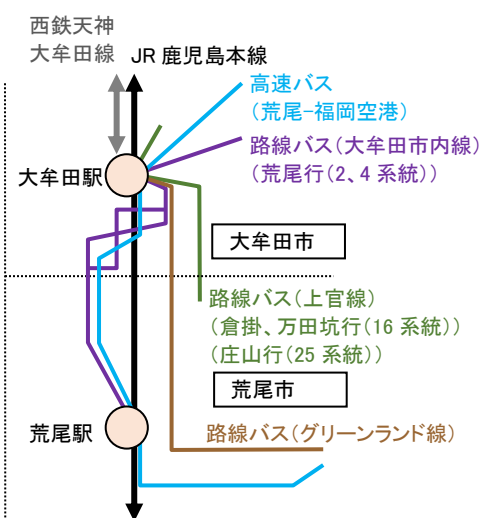 西鉄天神
大牟田線
JR 鹿児島本線
高速バス
（荒尾-福岡空港）
路線バス（大牟田市内線）
（荒尾行（2、4 系統））
大牟田駅
大牟田市
路線バス（上官線）
（倉掛、万田坑行（16 系統））
（庄山行（25 系統））
荒尾市
荒尾駅
路線バス（グリーンランド線）